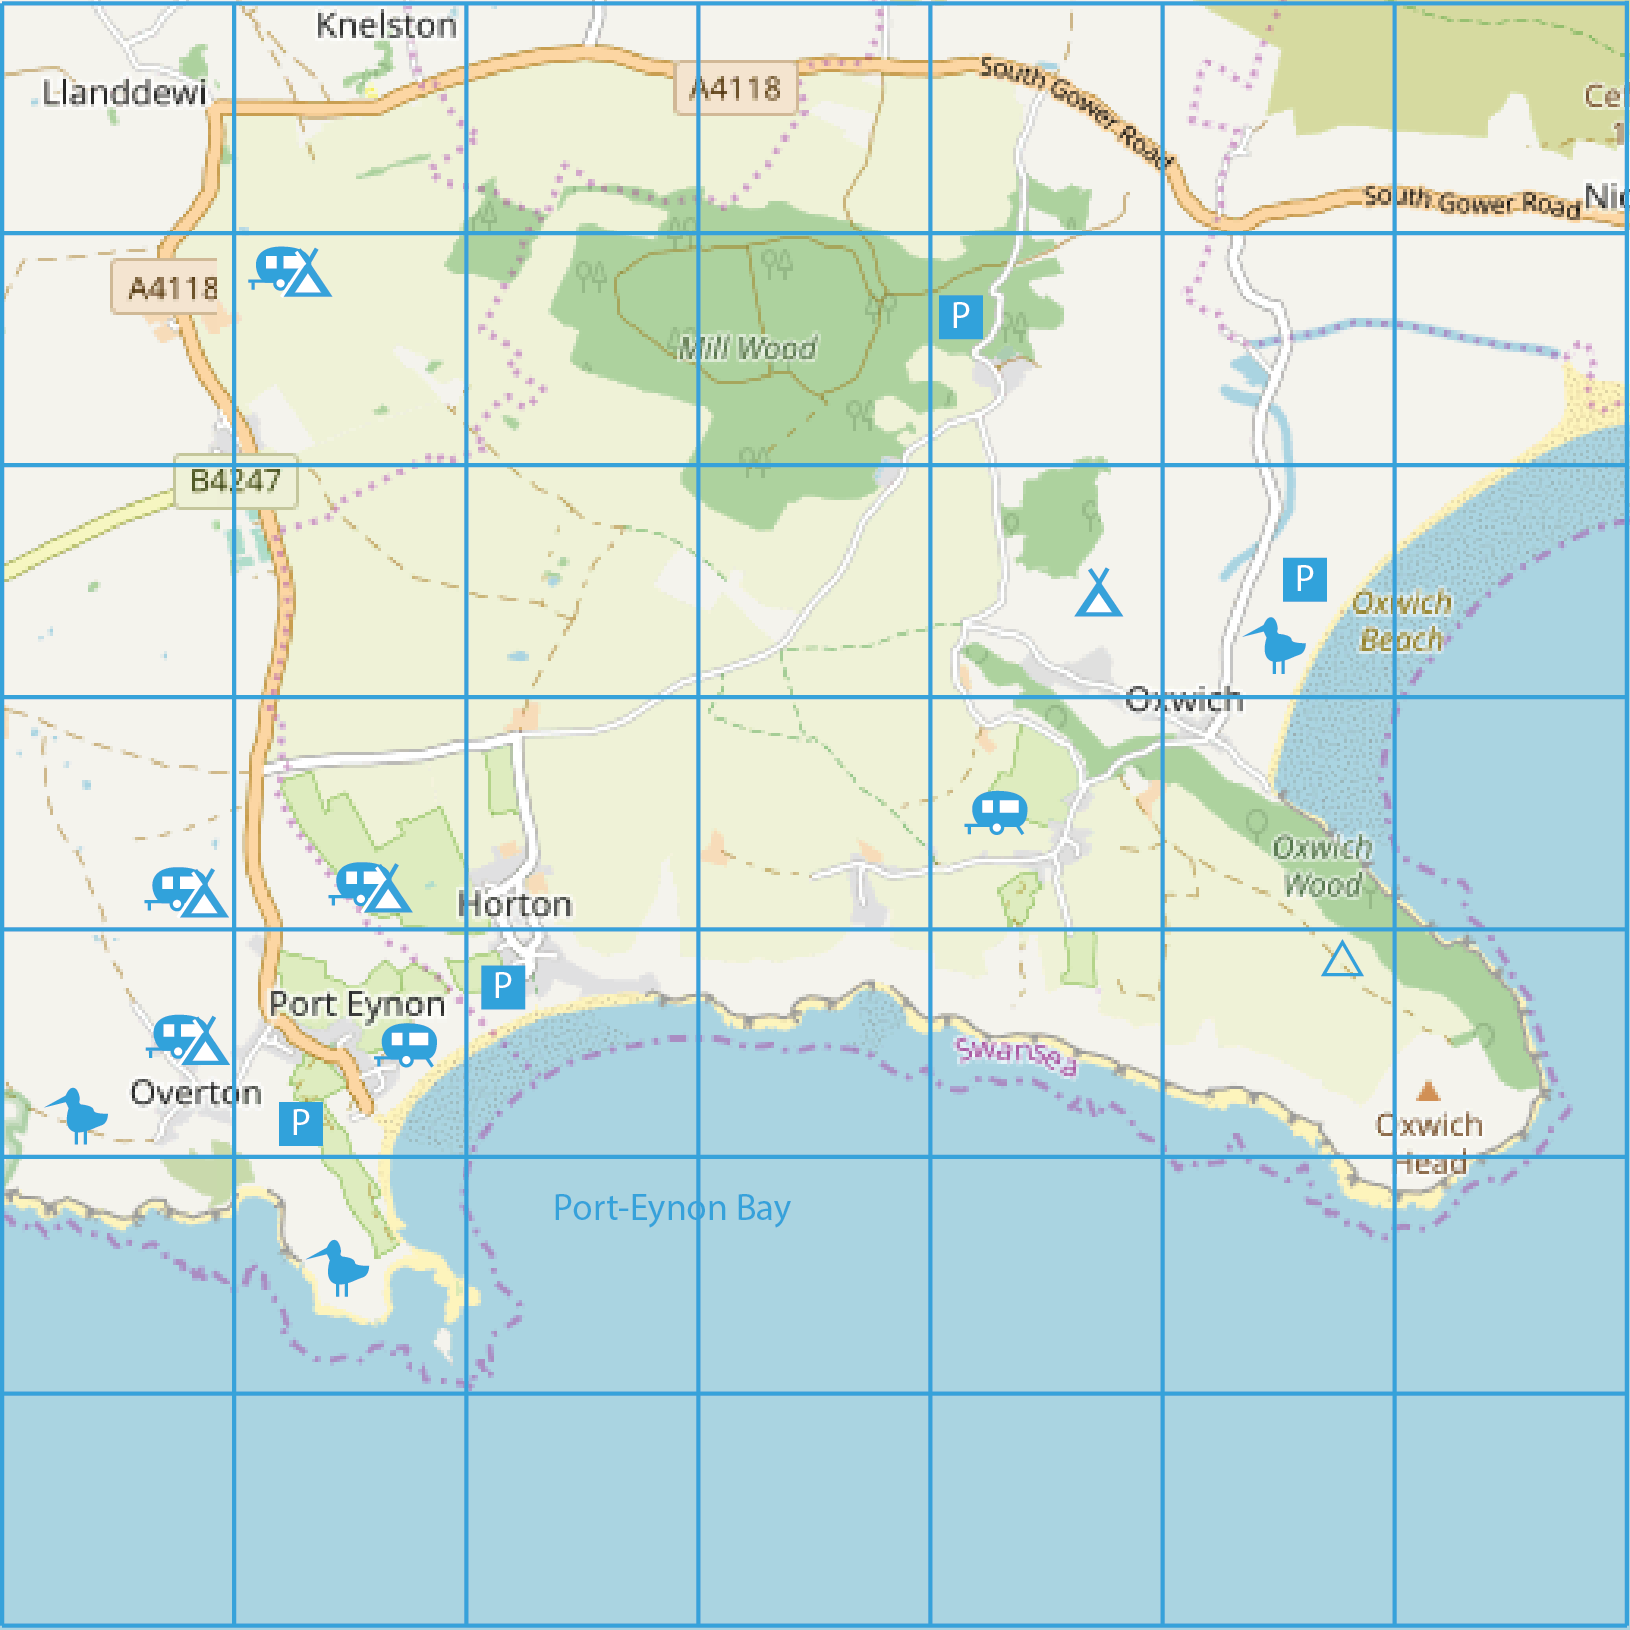 Knelston
Llanddewi
A4118
South Gower Road
South Gower Road
A4118
P
Mill Wood
B4247
P
Oxwich
Beach
Oxwich
Oxwich
Wood
Horton
P
Port Eynon
Swansea
Overton
P
Oxwich
Head
Port-Eynon Bay